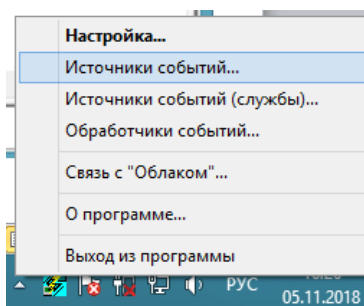 Настройка...
Источники событий...
Источники событий (службы)...
Обработчики событий...
Связь с "Облаком"...
О программе...
Выход из программы
РУС
05.11.2018